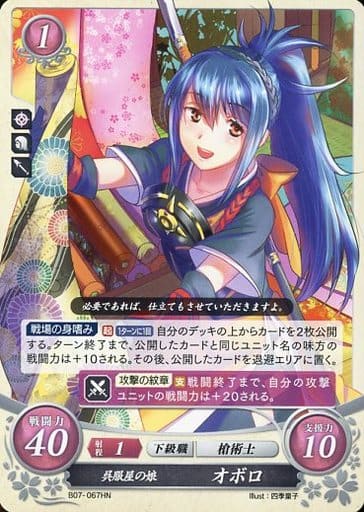 1
必要であれば、仕立てもさせていただきますよ。
戦場の身嗜み 起 1ターンに1回 自分のデッキの上からカードを2枚公開
する。ターン終了まで、公開したカードと同じユニット名の味方の
戦闘力は+10される。その後、公開したカードを退避エリアに置く。
攻撃の紋章 支 戦闘終了まで、自分の攻撃
ユニットの戦闘力は+20される。
戦闘力
40
射程 1
下級職
槍術士
支援力
10
呉服屋の娘
オボロ
B07-067HN
Illust:四季童子